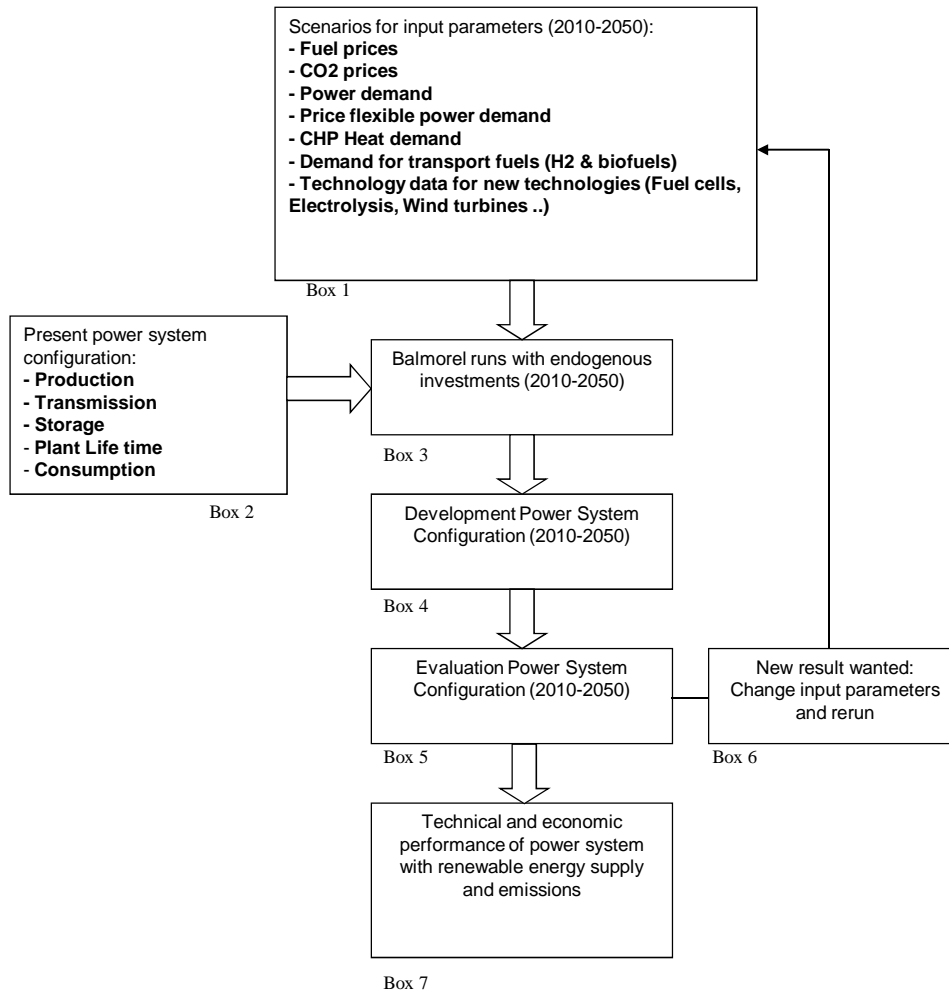 Scenarios for input parameters (2010-2050):
- Fuel prices
- CO2 prices
- Power demand
- Price flexible power demand
- CHP Heat demand
- Demand for transport fuels (H2 & biofuels)
- Technology data for new technologies (Fuel cells,
Electrolysis, Wind turbines ..)
Box 1
Present power system
configuration:
- Production
- Transmission
- Storage
- Plant Life time
- Consumption
Box 2
Balmorel runs with endogenous
investments (2010-2050)
Box 3
Development Power System
Configuration (2010-2050)
Box 4
Evaluation Power System
Configuration (2010-2050)
Box 5
New result wanted:
Change input parameters
and rerun
Box 6
Technical and economic
performance of power system
with renewable energy supply
and emissions
Box 7